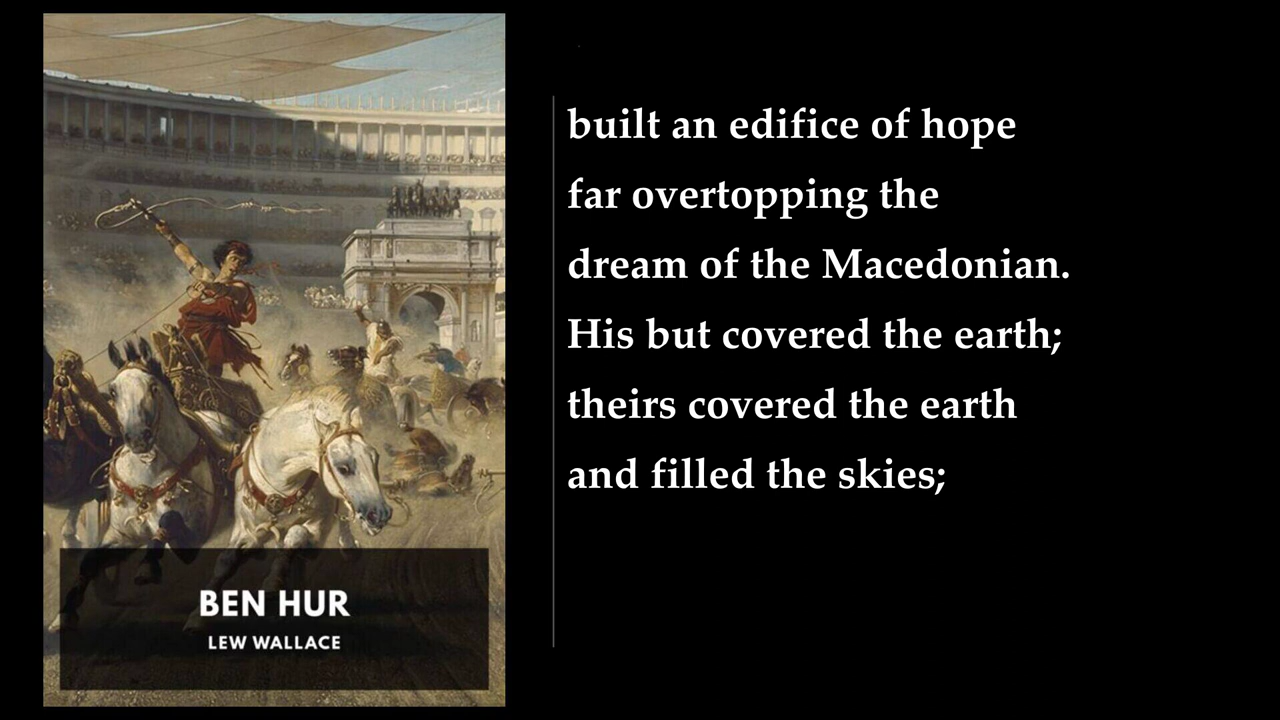 built an edifice of hope
far overtopping the
dream of the Macedonian.
His but covered the earth;
theirs covered the earth
and filled the skies;
BEN HUR
LEW WALLACE